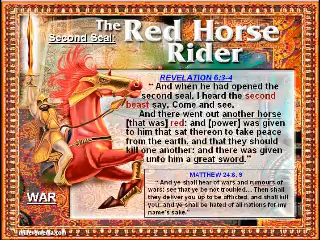 The
Second Seal:
Red Horse
Rider
REVELATION 6:3-4
“ And when he had opened the
second seal, I heard the second
beast say, Come and see.
And there went out another horse
[that was] red: and [power] was given
to him that sat thereon to take peace
from the earth, and that they should
kill one another: and there was given
unto him a great sword.”
MATTHEW 24:6, 9
“ And ye shall hear of wars and rumours of
wars: see that ye be not troubled... Then shall
they deliver you up to be afflicted, and shall kill
you: and ye shall be hated of all nations for my
name's sake.”
WAR